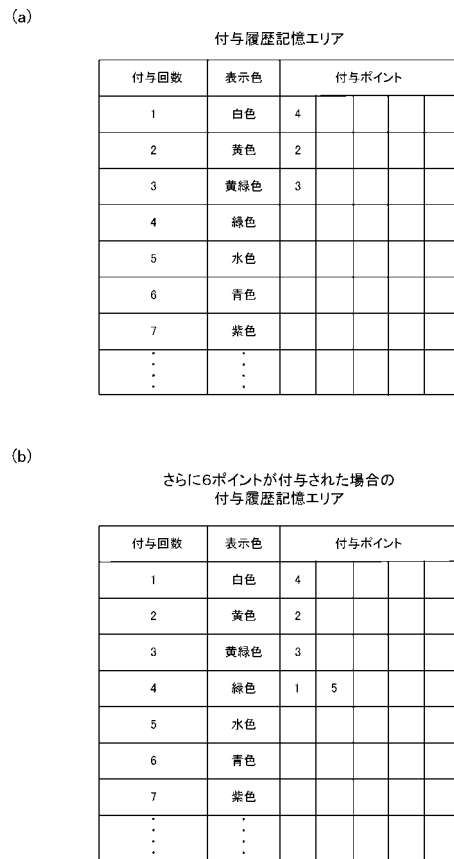 (a)
付与履歴記憶エリア
付与回数 表示色 付与ポイント
1 白色 4
2 黄色 2
3 黄緑色 3
4 緑色
5 水色
6 青色
7 紫色
(b)
さらに6ポイントが付与された場合の
付与履歴記憶エリア
付与回数 表示色 付与ポイント
1 白色 4
2 黄色 2
3 黄緑色 3
4 緑色 1 5
5 水色
6 青色
7 紫色